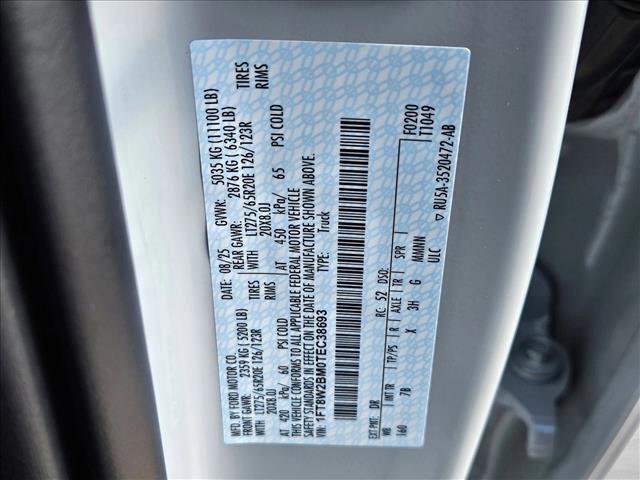 MFD. BY FORD MOTOR CO.
DATE: 08/25 GVWR: 5035 KG (11100 LB)
FRONT GAWR: 2359 KG ( 5200 LB) REAR GAWR: 2876 KG ( 6340 LB)
WITH LT275/65R20E 126/123R TIRES WITH LT275/65R20E 126/123R TIRES
20X8.0J RIMS 20X8.0J RIMS
AT 420 kPa/ 60 PSI COLD AT 450 kPa/ 65 PSI COLD
THIS VEHICLE CONFORMS TO ALL APPLICABLE FEDERAL MOTOR VEHICLE
SAFETY STANDARDS IN EFFECT ON THE DATE OF MANUFACTURE SHOWN ABOVE.
VIN: 1FT8W2BM0TEC38693 TYPE: Truck
F0200
T1049
EXT PNT: DR RC: 52 DSO:
WB TP/PS R AXLE TR SPR
160 7B X 3H G MAMAN
ULC ▽ RU5A-3520472-AB